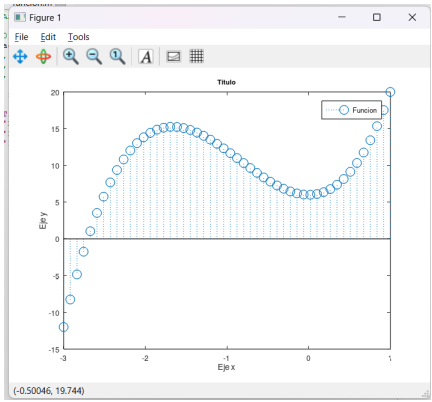 Figure 1
File Edit Tools
A
Titulo
Funcion
Eje y
20
15
10
5
0
-5
-10
-15
-3 -2 -1 0 1
Eje x
(-0.50046, 19.744)